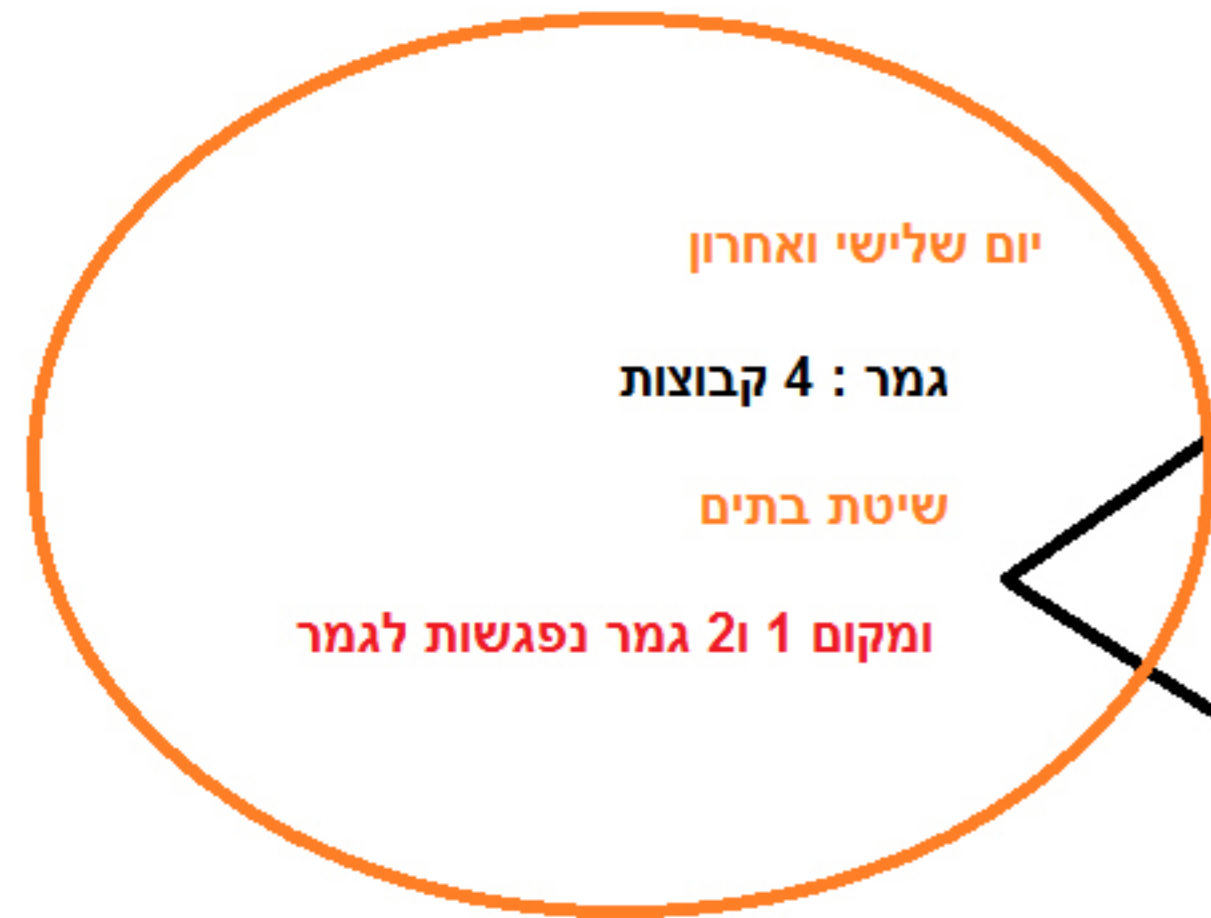 יום שלישי ואחרון
גמר : 4 קבוצות
שיטת בתים
ומקום 1 ו2 גמר נפגשות לגמר